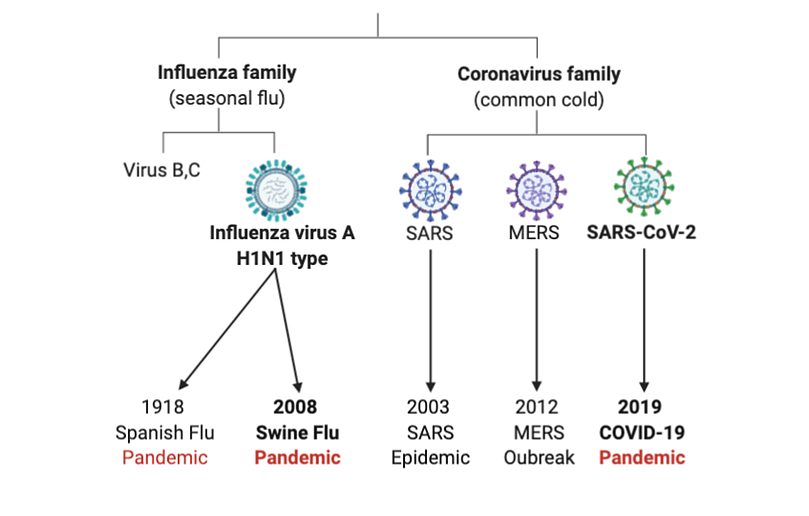 Influenza family
(seasonal flu)
Coronavirus family
(common cold)
Virus B,C
Influenza virus A
H1N1 type
SARS
MERS
SARS-CoV-2
1918
Spanish Flu
Pandemic
2008
Swine Flu
Pandemic
2003
SARS
Epidemic
2012
MERS
Oubreak
2019
COVID-19
Pandemic